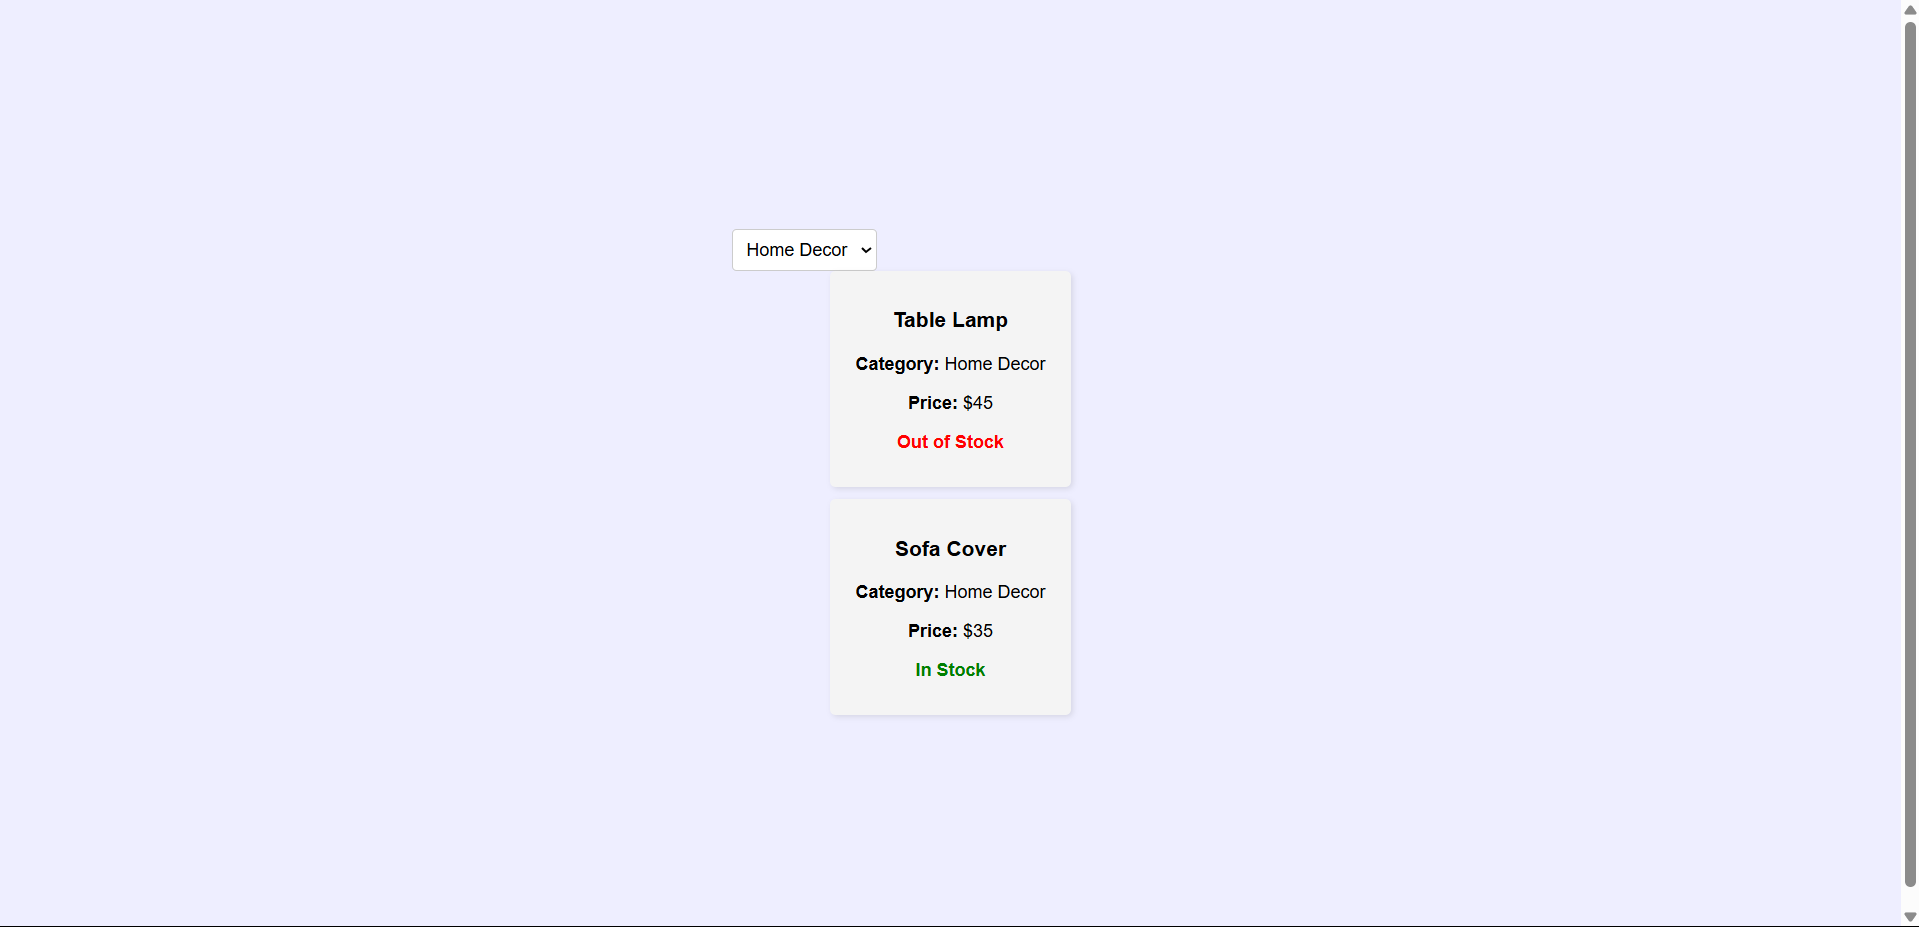 Home Decor
Table Lamp
Category: Home Decor
Price: $45
Out of Stock
Sofa Cover
Category: Home Decor
Price: $35
In Stock